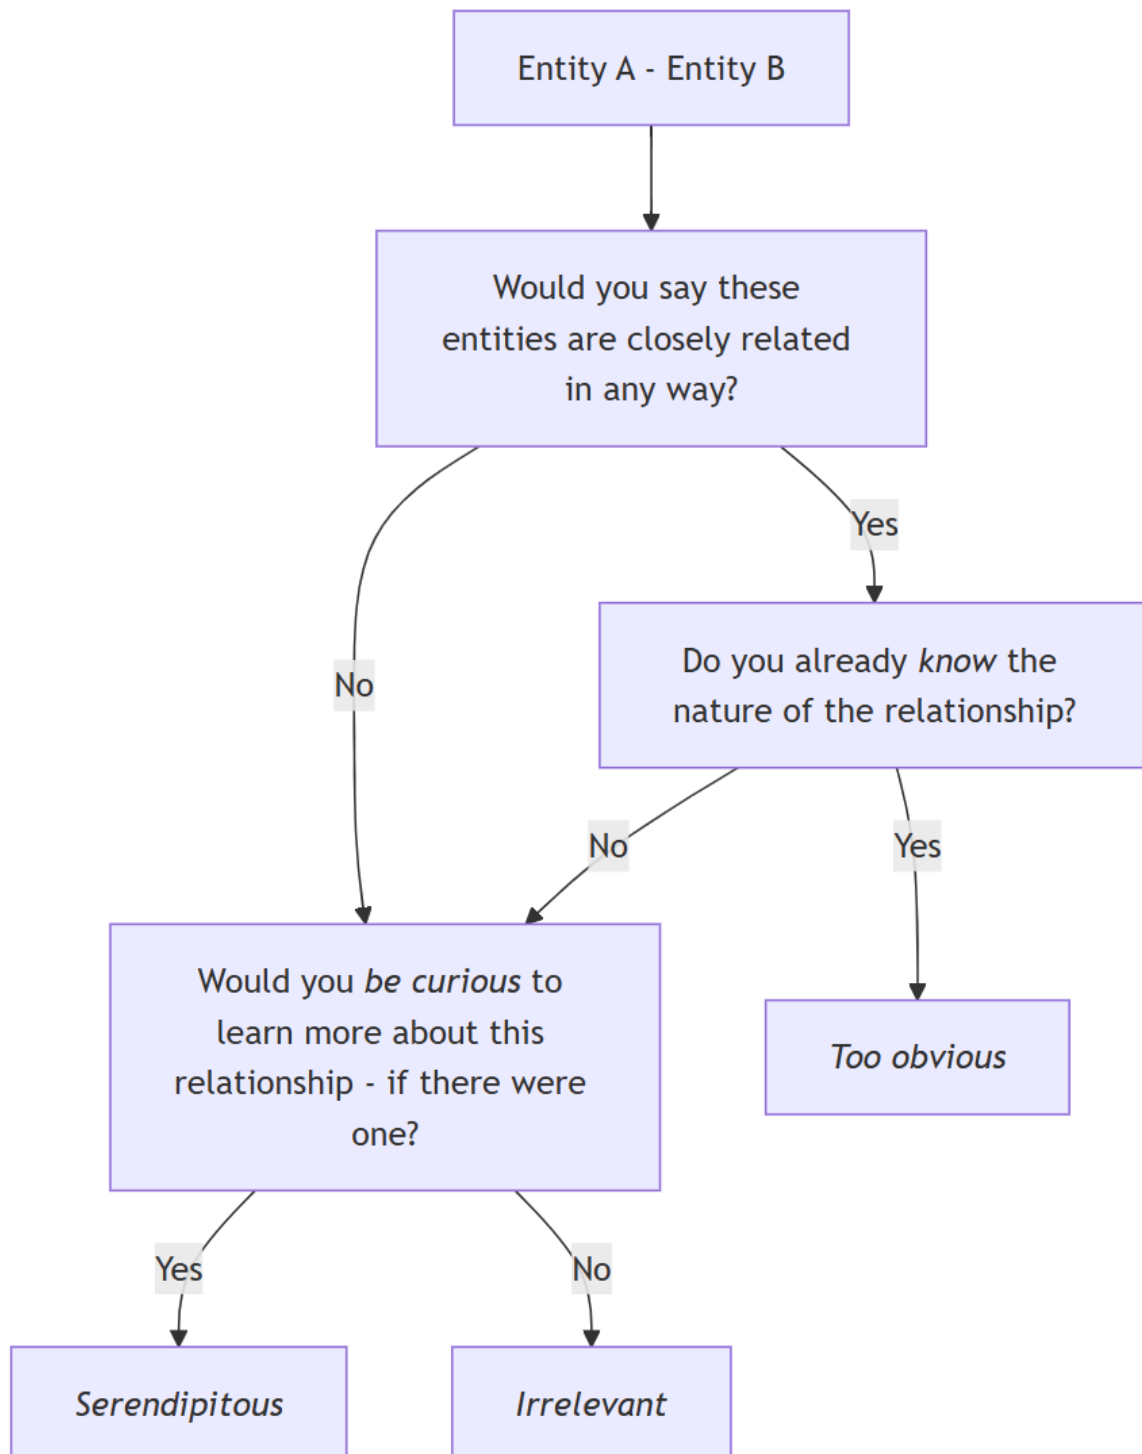 Entity A - Entity B
Would you say these
entities are closely related
in any way?
Yes
Do you already know the
nature of the relationship?
No
No
Yes
Would you be curious to
learn more about this
relationship - if there were
one?
Too obvious
Yes
No
Serendipitous
Irrelevant